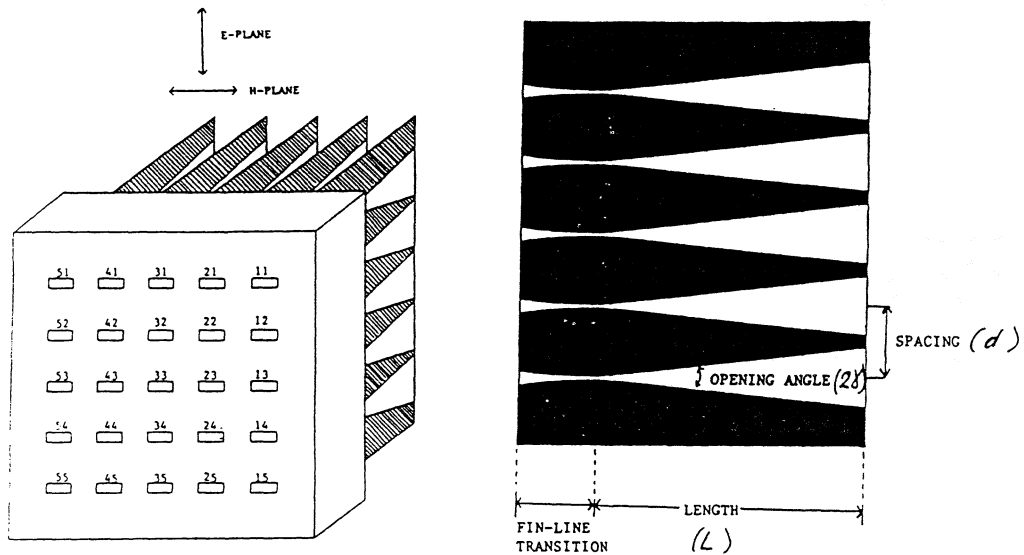 E-PLANE
H-PLANE
51 41 31 21 11
52 42 32 22 12
53 43 33 23 13
54 44 34 24 14
55 45 35 25 15
SPACING (d)
OPENING ANGLE (2γ)
LENGTH
(L)
FIN-LINE
TRANSITION